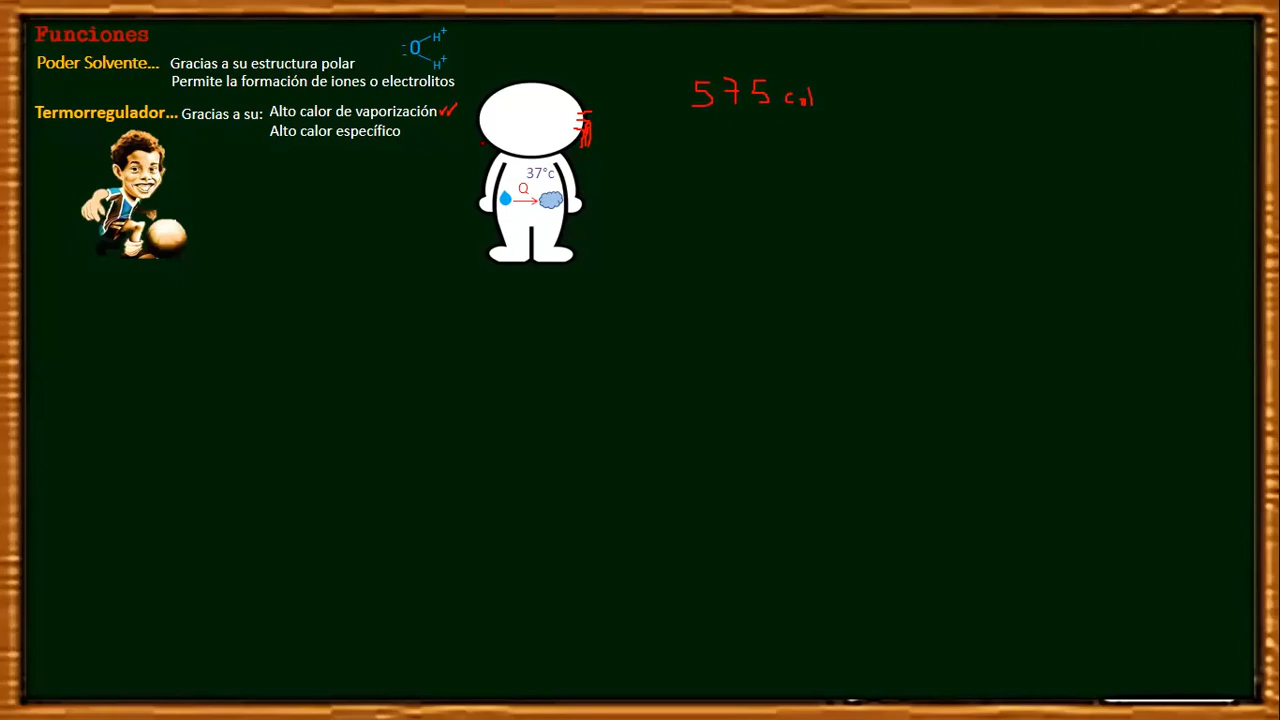 Funciones
Poder Solvente... Gracias a su estructura polar
Permite la formación de iones o electrolitos
O H+ H+
Termorregulador... Gracias a su: Alto calor de vaporización
Alto calor específico
575 cal
37°c
Q